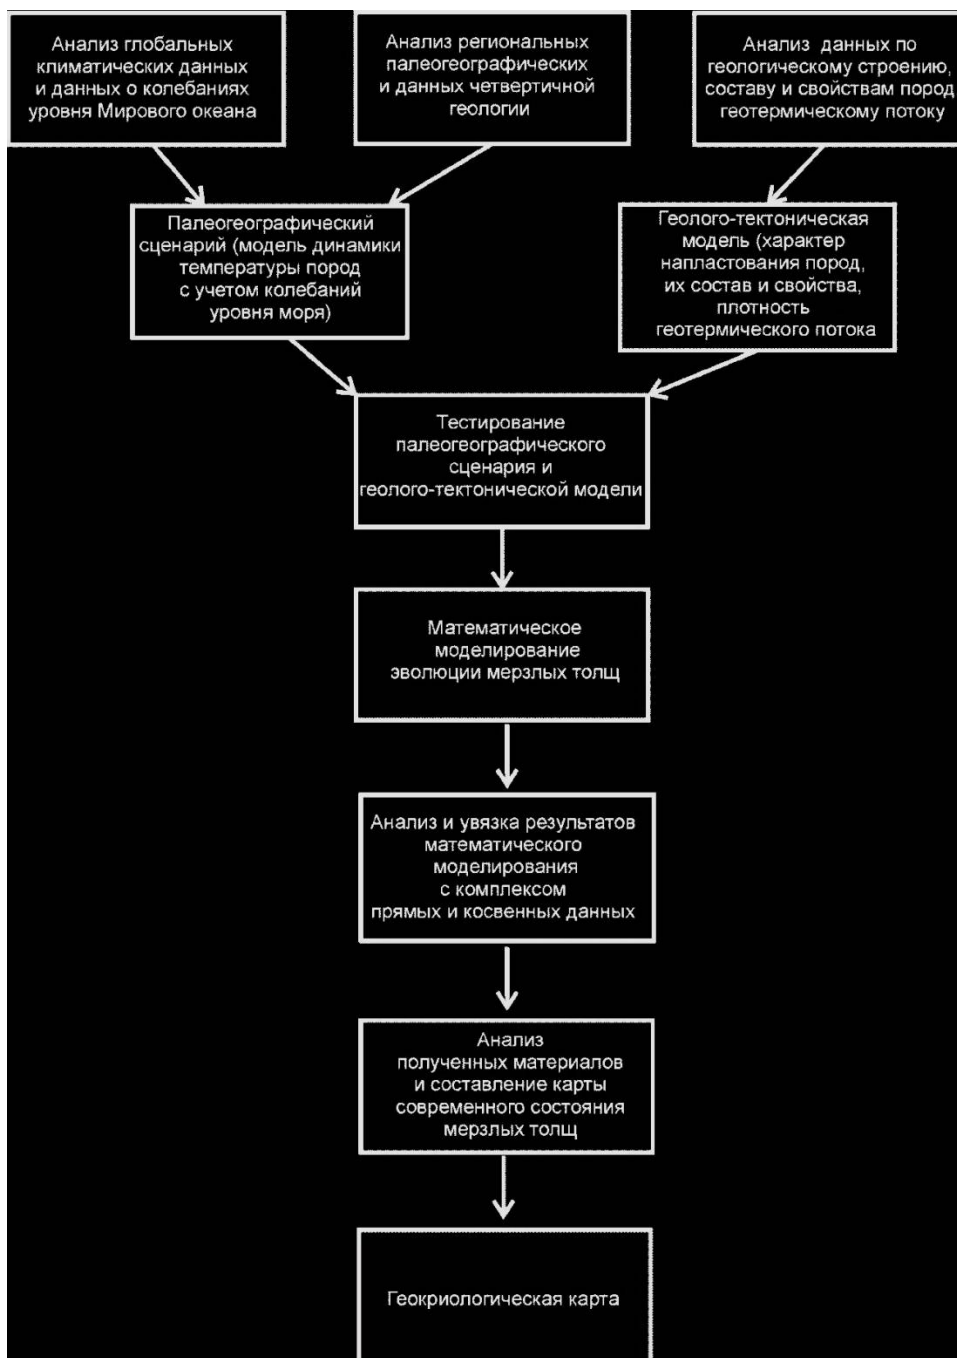 Анализ глобальных
климатических данных
и данных о колебаниях
уровня Мирового океана
Анализ региональных
палеогеографических
и данных четвертичной
геологии
Анализ данных по
геологическому строению,
составу и свойствам пород
геотермическому потоку
Палеогеографический
сценарий (модель динамики
температуры пород
с учетом колебаний
уровня моря)
Геолого-тектоническая
модель (характер
напластования пород,
их состав и свойства,
плотность
геотермического потока
Тестирование
палеогеографического
сценария и
геолого-тектонической модели
Математическое
моделирование
эволюции мерзлых толщ
Анализ и увязка результатов
математического
моделирования
с комплексом
прямых и косвенных данных
Анализ
полученных материалов
и составление карты
современного состояния
мерзлых толщ
Геокриологическая карта